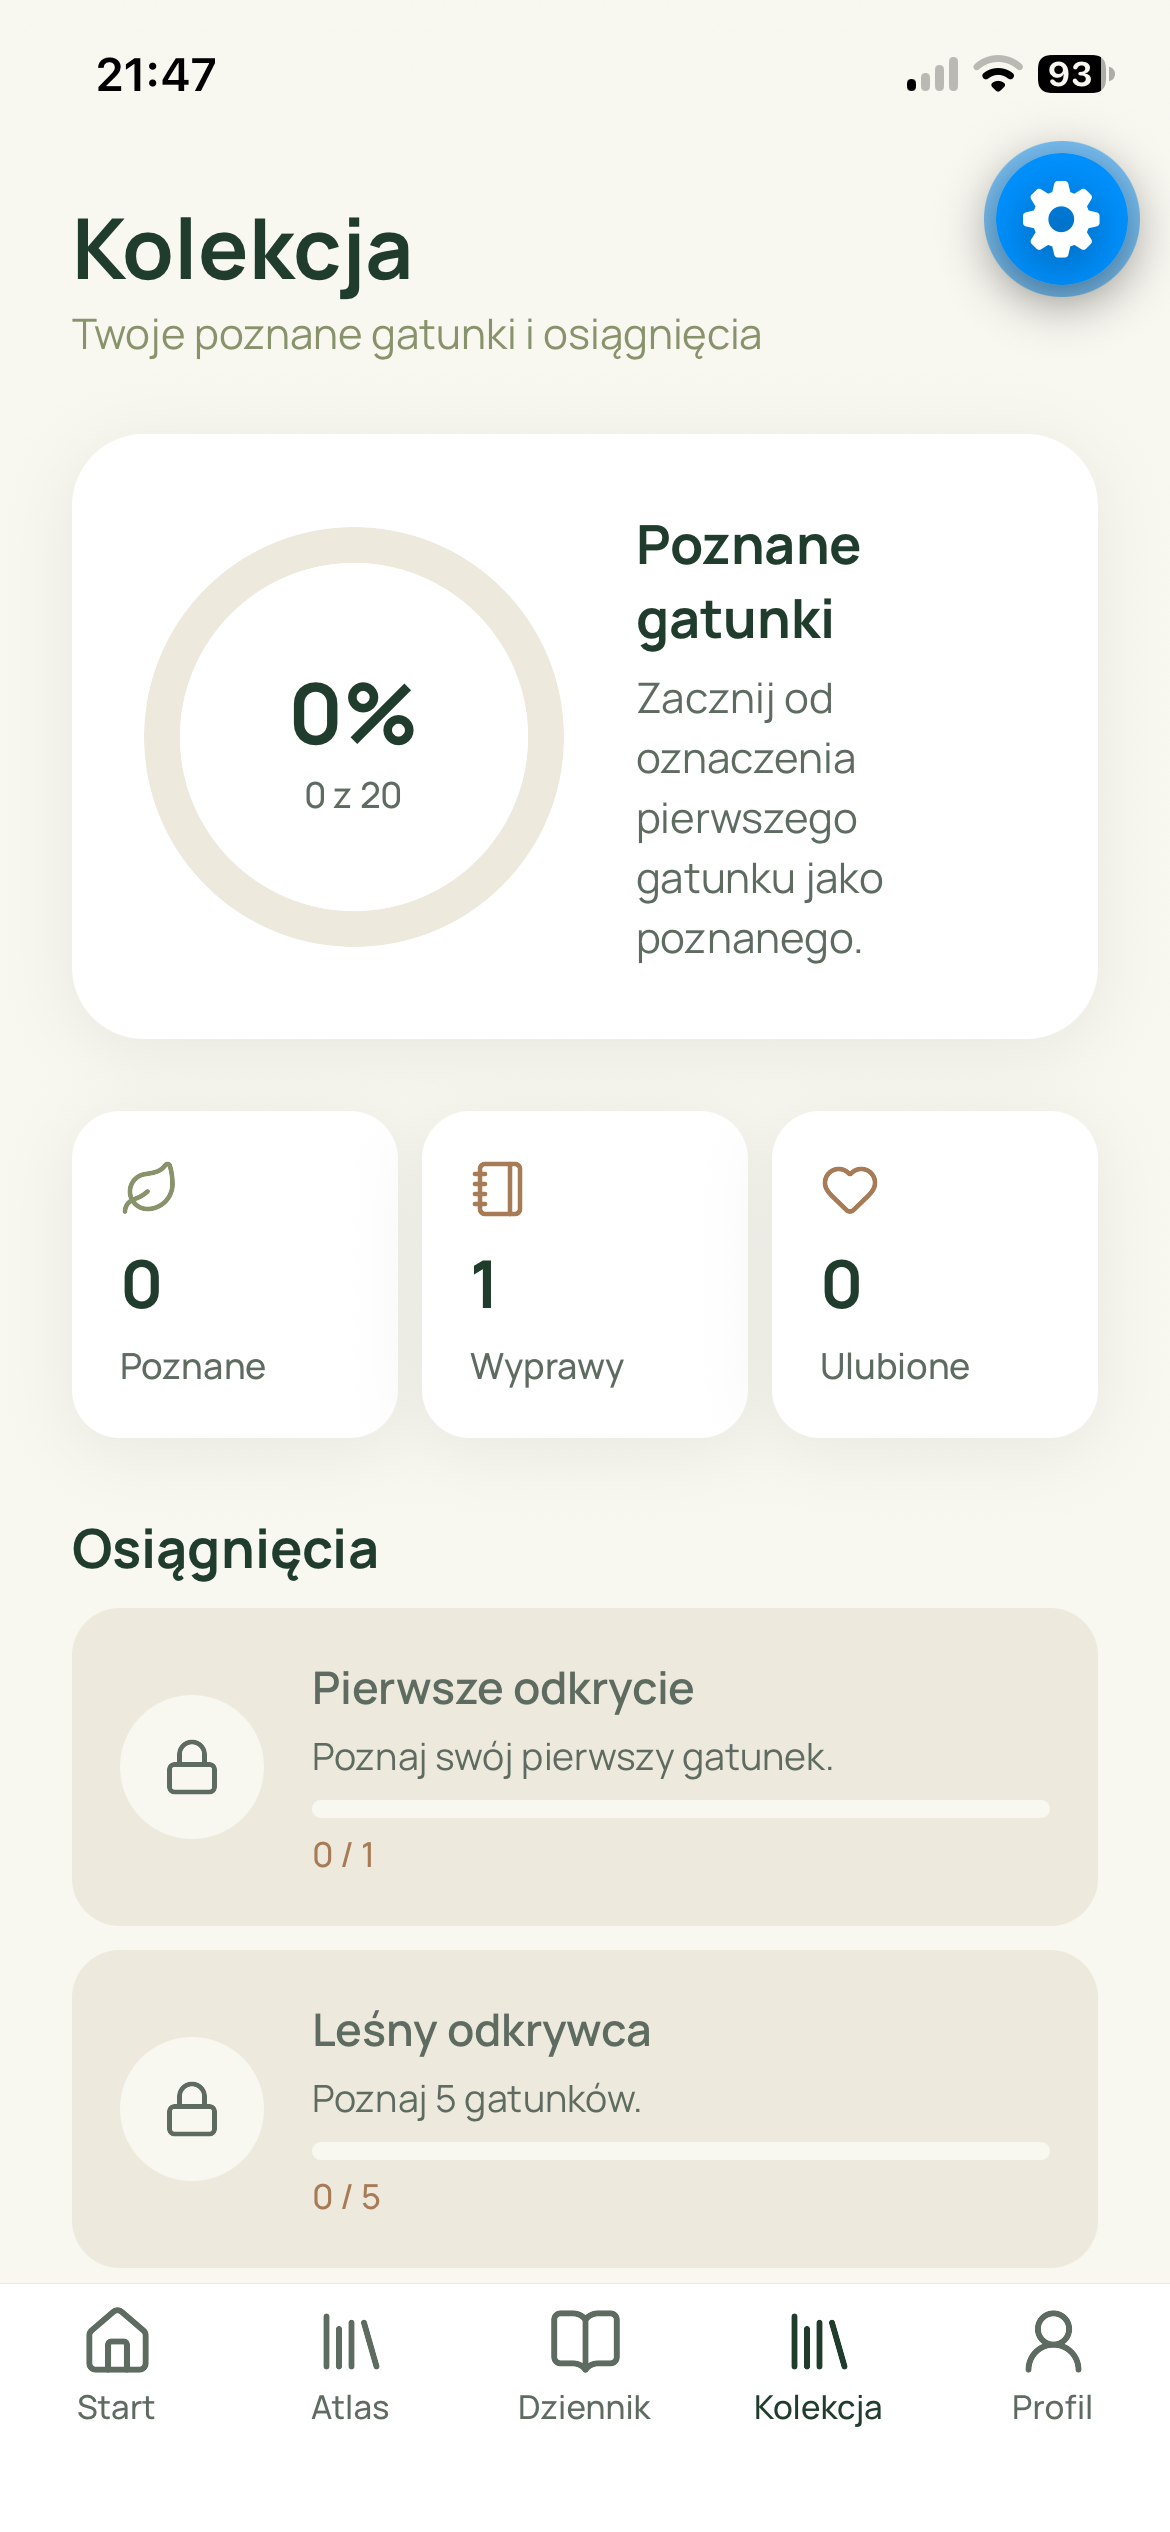 21:47
93
Kolekcja
Twoje poznane gatunki i osiągnięcia
0%
0 z 20
Poznane
gatunki
Zacznij od
oznaczenia
pierwszego
gatunku jako
poznanego.
0
Poznane
1
Wyprawy
0
Ulubione
Osiągnięcia
Pierwsze odkrycie
Poznaj swój pierwszy gatunek.
0 / 1
Leśny odkrywca
Poznaj 5 gatunków.
0 / 5
Start
Atlas
Dziennik
Kolekcja
Profil